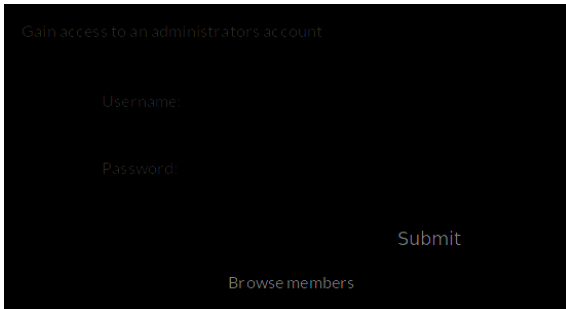 Gain access to an administrators account
Username:
Password:
Submit
Browse members